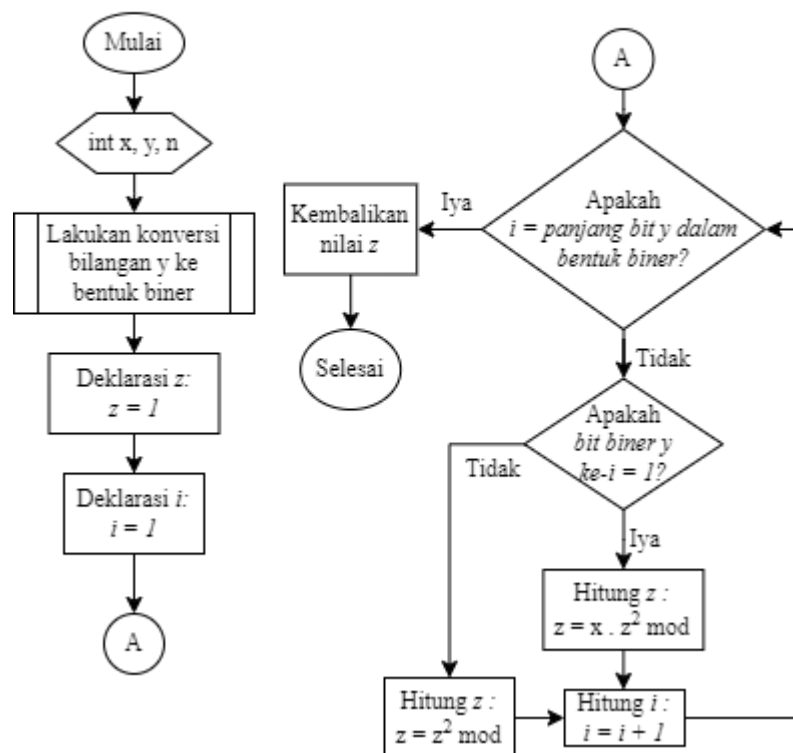 Mulai
int x, y, n
Lakukan konversi
bilangan y ke
bentuk biner
Deklarasi z:
z = 1
Deklarasi i:
i = 1
A
A
Apakah
i = panjang bit y dalam
bentuk biner?
Iya
Kembalikan
nilai z
Selesai
Tidak
Apakah
bit biner y
ke-i = 1?
Tidak
Iya
Hitung z :
z = x . z² mod
Hitung z :
z = z² mod
Hitung i :
i = i + 1